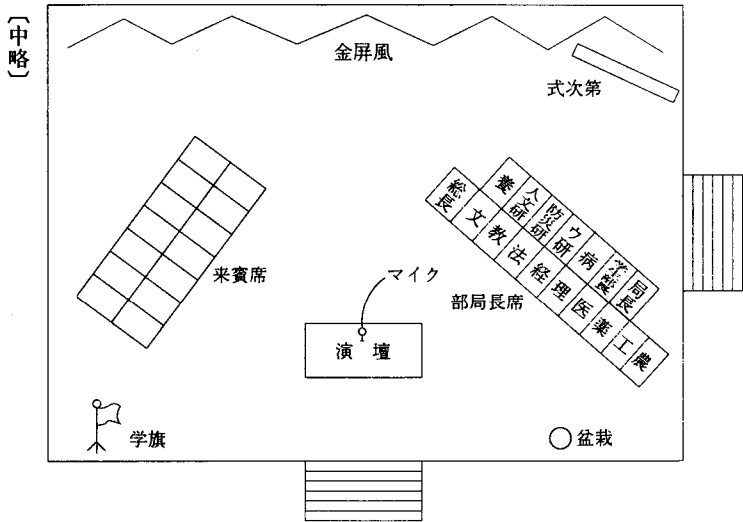 〔中略〕
金屏風
式次第
養
人文研
防災研
ウ研
病
学生部長
局長
総長
文
教
法
経
理
医
薬
工
農
来賓席
マイク
部局長席
演壇
学旗
盆栽